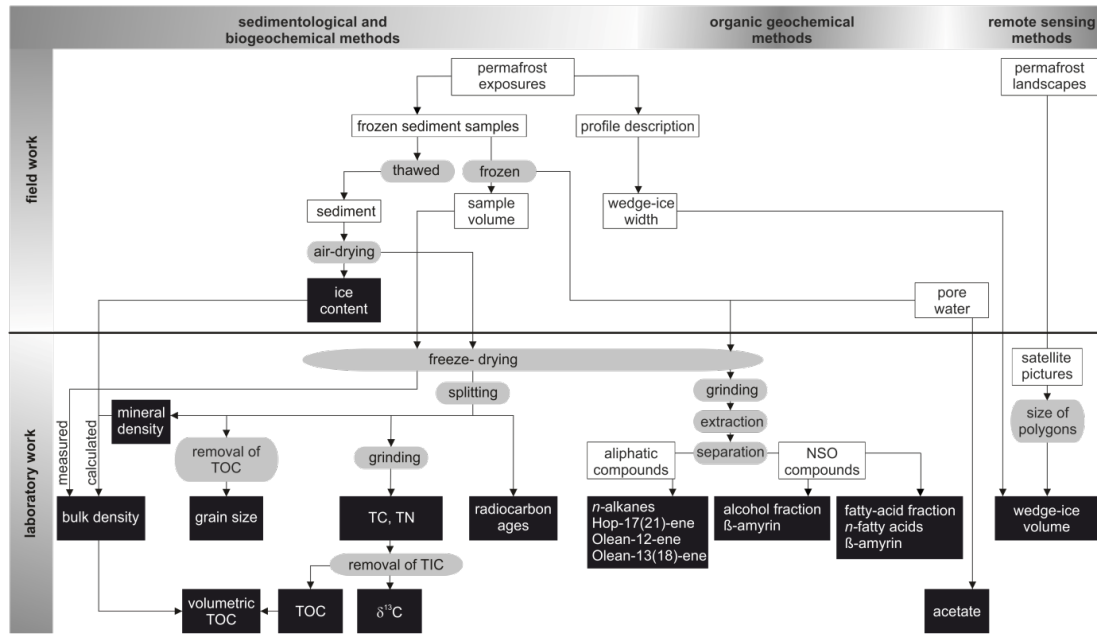 sedimentological and
biogeochemical methods
organic geochemical
methods
remote sensing
methods
field work
permafrost
exposures
permafrost
landscapes
frozen sediment samples
profile description
thawed
frozen
sediment
sample
volume
wedge-ice
width
air-drying
ice
content
pore
water
laboratory work
freeze- drying
satellite
pictures
splitting
grinding
mineral
density
extraction
size of
polygons
measured
calculated
removal of
TOC
grinding
aliphatic
compounds
separation
NSO
compounds
bulk density
grain size
TC, TN
radiocarbon
ages
n-alkanes
Hop-17(21)-ene
Olean-12-ene
Olean-13(18)-ene
alcohol fraction
ß-amyrin
fatty-acid fraction
n-fatty acids
ß-amyrin
wedge-ice
volume
removal of TIC
volumetric
TOC
TOC
δ¹³C
acetate